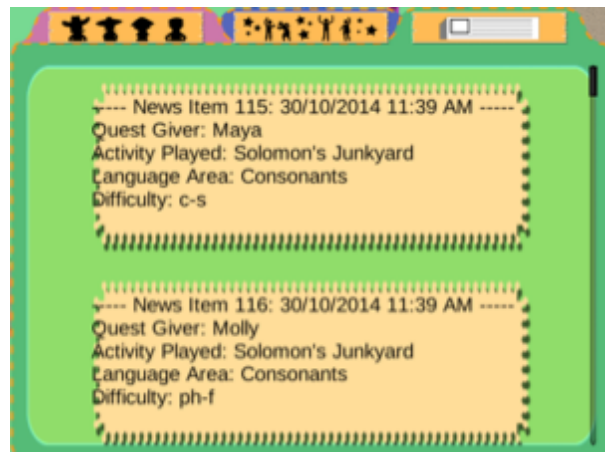 ---- News Item 115: 30/10/2014 11:39 AM -----
Quest Giver: Maya
Activity Played: Solomon's Junkyard
Language Area: Consonants
Difficulty: c-s
---- News Item 116: 30/10/2014 11:39 AM -----
Quest Giver: Molly
Activity Played: Solomon's Junkyard
Language Area: Consonants
Difficulty: ph-f